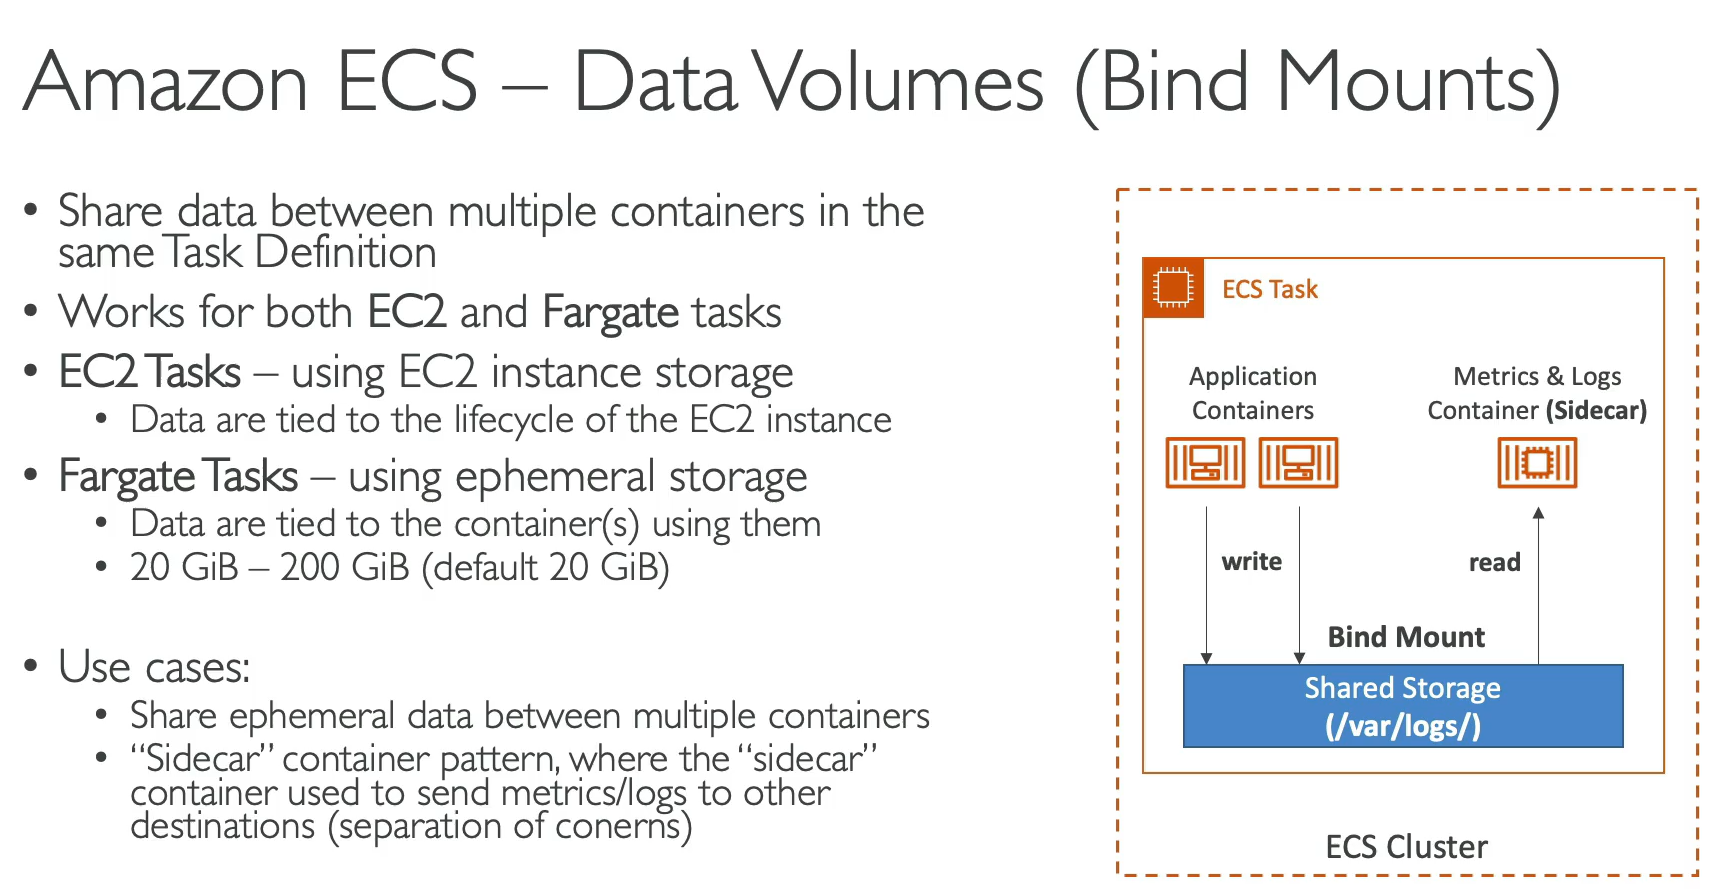 Amazon ECS – Data Volumes (Bind Mounts)
• Share data between multiple containers in the
same Task Definition
• Works for both EC2 and Fargate tasks
• EC2 Tasks – using EC2 instance storage
• Data are tied to the lifecycle of the EC2 instance
• Fargate Tasks – using ephemeral storage
• Data are tied to the container(s) using them
• 20 GiB – 200 GiB (default 20 GiB)
• Use cases:
• Share ephemeral data between multiple containers
• “Sidecar” container pattern, where the “sidecar”
container used to send metrics/logs to other
destinations (separation of conerns)
ECS Task
Application
Containers
Metrics & Logs
Container (Sidecar)
write
read
Bind Mount
Shared Storage
(/var/logs/)
ECS Cluster